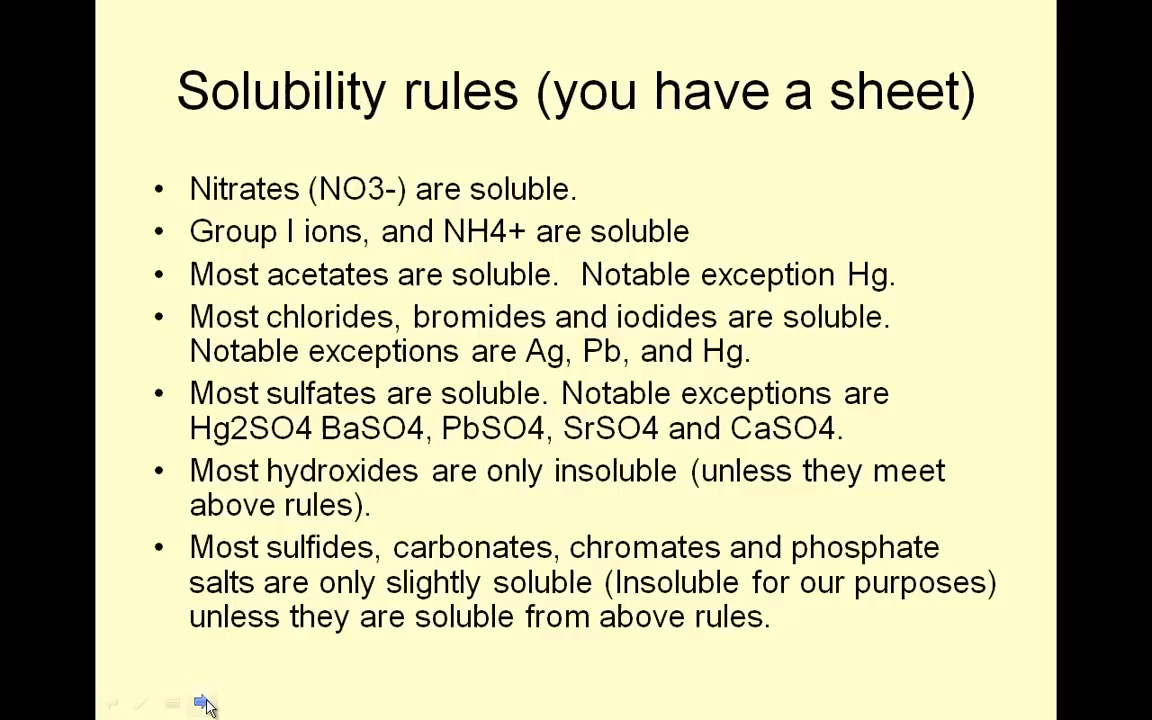 Solubility rules (you have a sheet)
• Nitrates (NO3-) are soluble.
• Group I ions, and NH4+ are soluble
• Most acetates are soluble.  Notable exception Hg.
• Most chlorides, bromides and iodides are soluble.
Notable exceptions are Ag, Pb, and Hg.
• Most sulfates are soluble. Notable exceptions are
Hg2SO4 BaSO4, PbSO4, SrSO4 and CaSO4.
• Most hydroxides are only insoluble (unless they meet
above rules).
• Most sulfides, carbonates, chromates and phosphate
salts are only slightly soluble (Insoluble for our purposes)
unless they are soluble from above rules.